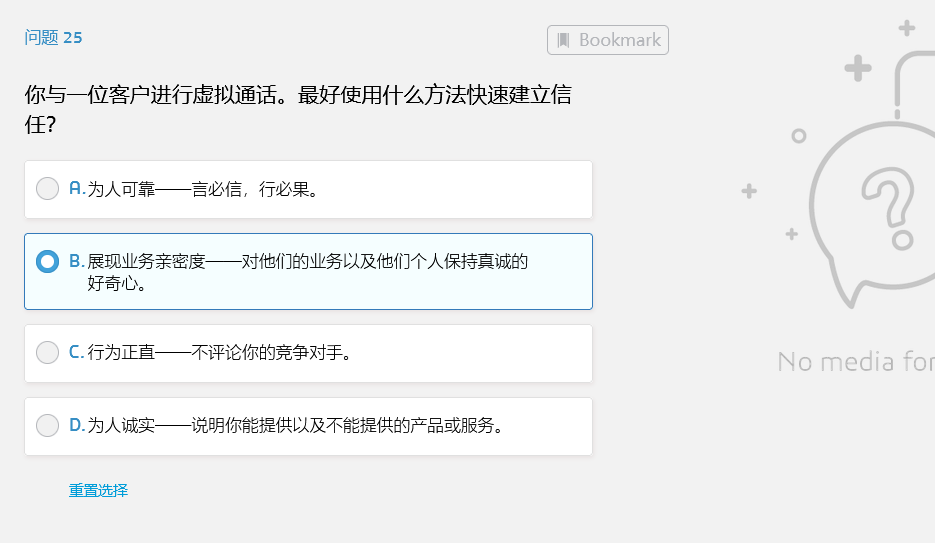 问题 25
Bookmark
你与一位客户进行虚拟通话。最好使用什么方法快速建立信
任?
A.为人可靠——言必信，行必果。
B.展现业务亲密度——对他们的业务以及他们个人保持真诚的
好奇心。
C.行为正直——不评论你的竞争对手。
D.为人诚实——说明你能提供以及不能提供的产品或服务。
重置选择
No media for